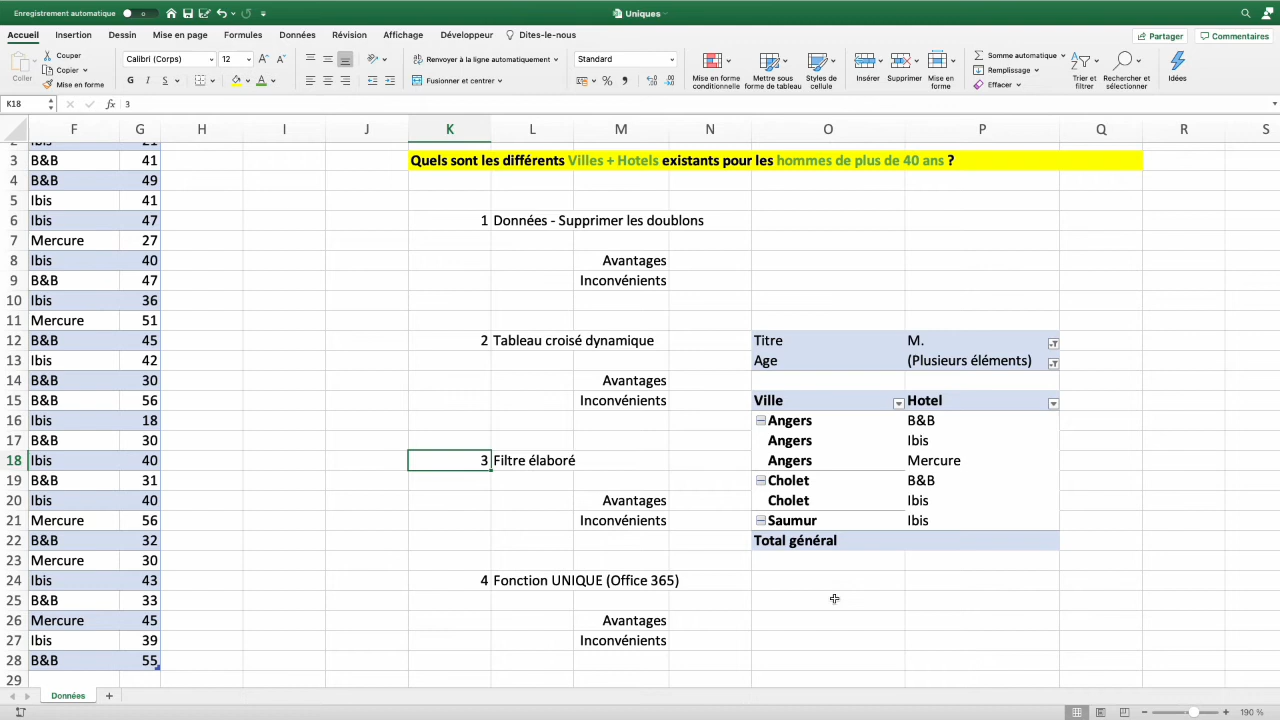 Enregistrement automatique
Uniques
Accueil Insertion Dessin Mise en page Formules Données Révision Affichage Développeur Dites-le-nous
Partager Commentaires
Coller
Couper
Copier
Mise en forme
Calibri (Corps) 12 A A
G I S A
ab
Renvoyer à la ligne automatiquement
Fusionner et centrer
Standard
%
Mise en forme conditionnelle
Mettre sous forme de tableau
Styles de cellule
Insérer
Supprimer
Mise en forme
Somme automatique
Remplissage
Effacer
Trier et filtrer
Rechercher et sélectionner
Idées
K18 fx 3
F G H I J K L M N O P Q R S
2 Ibis 21
3 B&B 41 Quels sont les différents Villes + Hotels existants pour les hommes de plus de 40 ans ?
4 B&B 49
5 Ibis 41
6 Ibis 47 1 Données - Supprimer les doublons
7 Mercure 27
8 Ibis 40 Avantages
9 B&B 47 Inconvénients
10 Ibis 36
11 Mercure 51
12 B&B 45 2 Tableau croisé dynamique Titre M.
13 Ibis 42 Age (Plusieurs éléments)
14 B&B 30 Avantages
15 B&B 56 Inconvénients Ville Hotel
16 Ibis 18 Angers B&B
17 B&B 30 Angers Ibis
18 Ibis 40 3 Filtre élaboré Angers Mercure
19 B&B 31 Cholet B&B
20 Ibis 40 Avantages Cholet Ibis
21 Mercure 56 Inconvénients Saumur Ibis
22 B&B 32 Total général
23 Mercure 30
24 Ibis 43 4 Fonction UNIQUE (Office 365)
25 B&B 33
26 Mercure 45 Avantages
27 Ibis 39 Inconvénients
28 B&B 55
29
Données +
190 %